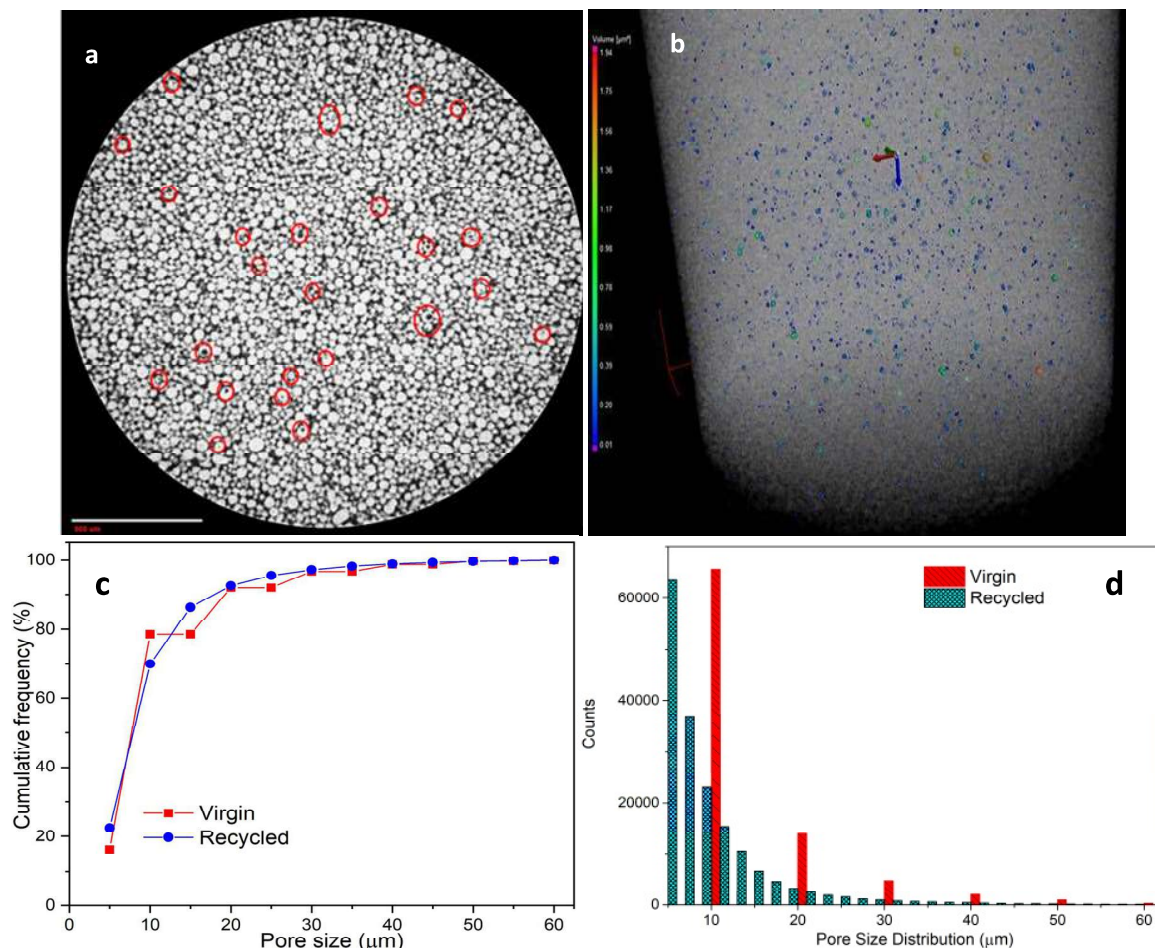 a
b
Volume [µm³]
1.94
1.75
1.56
1.36
1.17
0.98
0.78
0.59
0.39
0.20
0.01
c
100
80
60
40
20
0
Cumulative frequency (%)
Virgin
Recycled
0 10 20 30 40 50 60
Pore size (µm)
d
Virgin
Recycled
60000
40000
20000
0
Counts
10 20 30 40 50 60
Pore Size Distribution (µm)